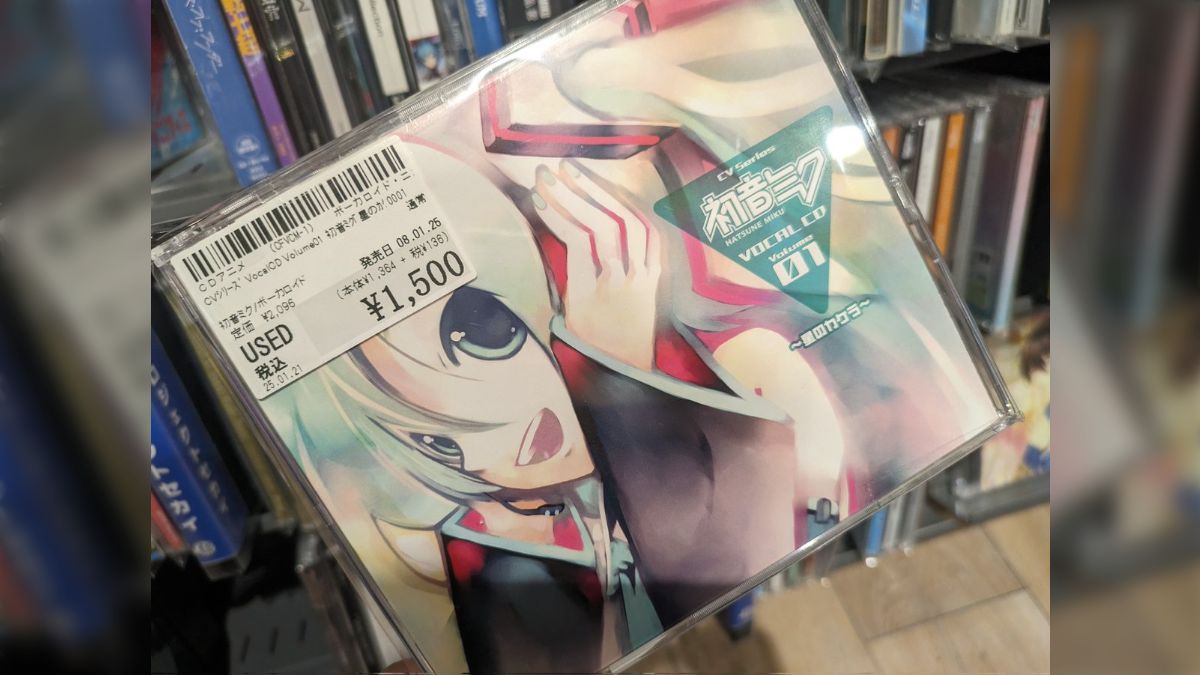 CDアニメ (CFVCM-1) ボーカロイド・ニ
CVシリーズ VocalCD Volume01 初音ミク 星のか/0001
発売日 08.01.25 通常
初音ミク/ボーカロイド
定価 ¥2,096 (本体¥1,364 + 税¥136)
USED ¥1,500
税込
25.01.21
CV Series
初音ミク
HATSUNE MIKU
VOCAL CD
Volume
01
〜星のカケラ〜